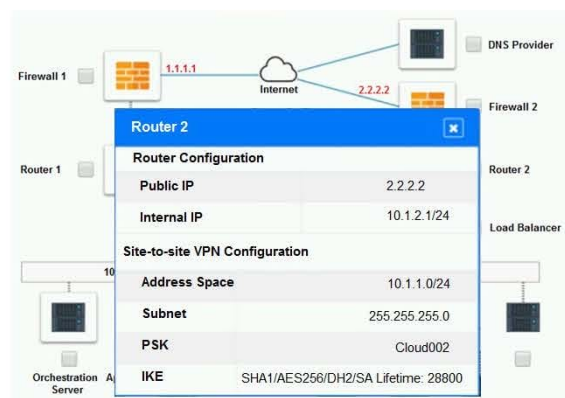 DNS Provider
1.1.1.1
Firewall 1
Internet
2.2.2.2
Firewall 2
Router 2
Router Configuration
Router 1
Public IP 2.2.2.2
Router 2
Internal IP 10.1.2.1/24
Load Balancer
Site-to-site VPN Configuration
10
Address Space 10.1.1.0/24
Subnet 255.255.255.0
PSK Cloud002
IKE SHA1/AES256/DH2/SA Lifetime: 28800
Orchestration
Server